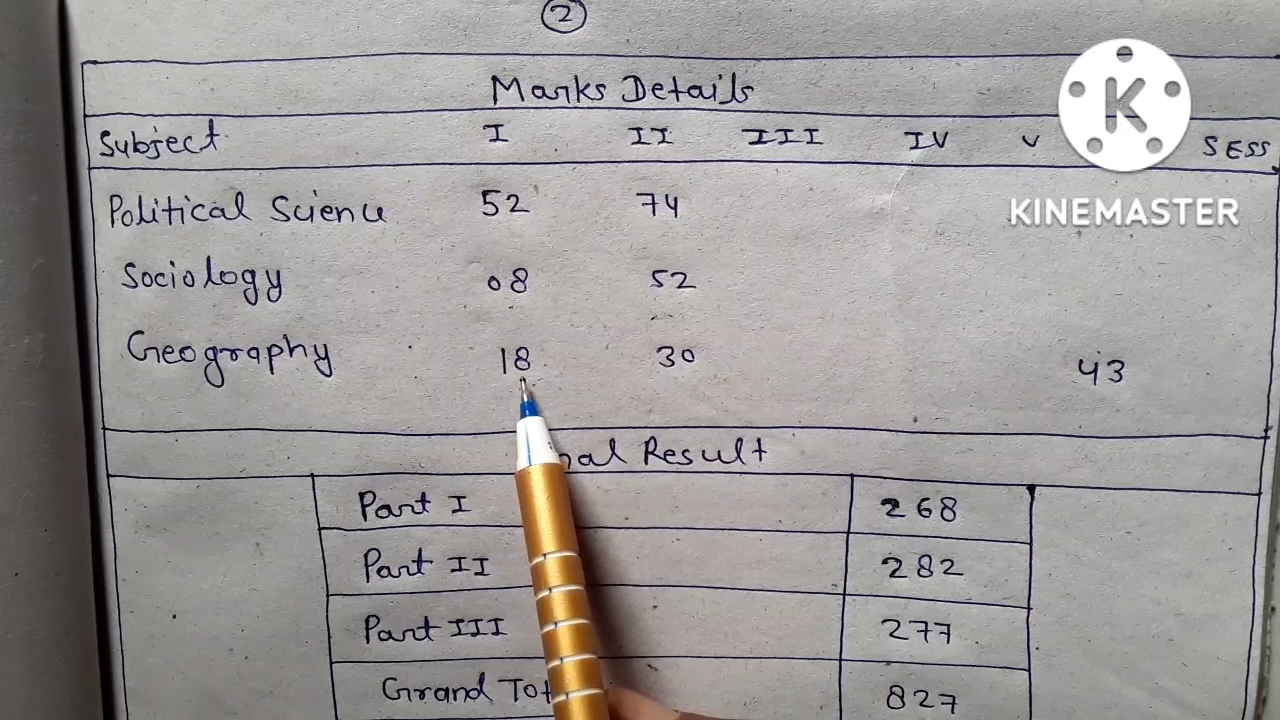 2
Marks Details
Subject I II III IV V SESS
Political Science 52 74
Sociology 08 52
Geography 18 30 43
Result
Part I 268
Part II 282
Part III 277
Grand 827
K
KINEMASTER